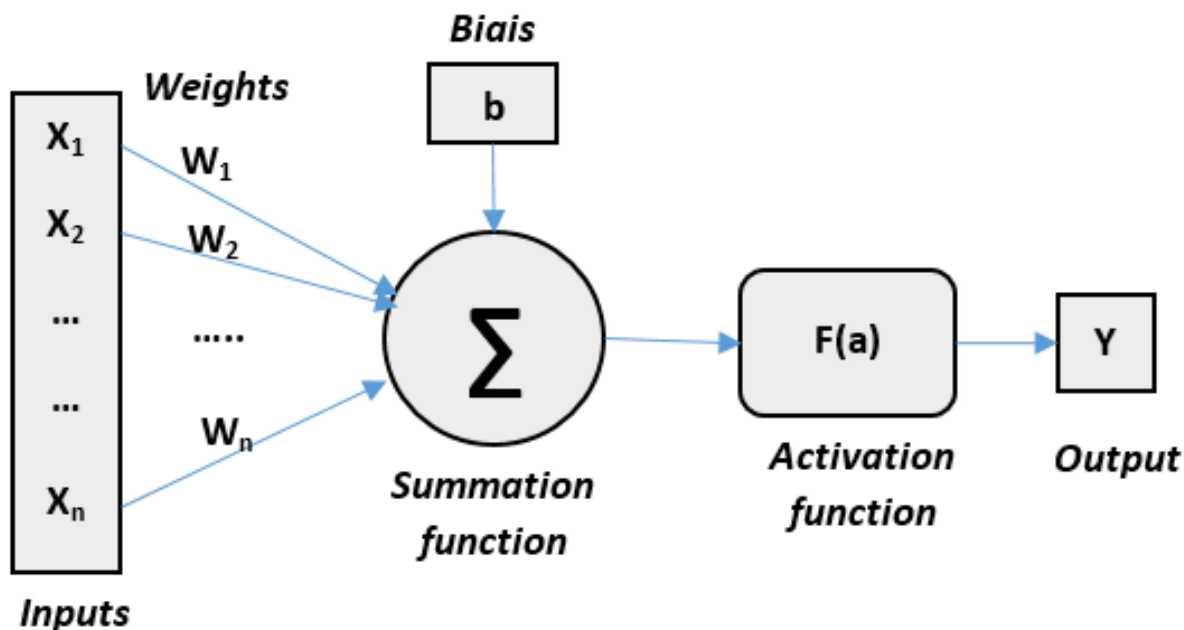 Biais
b
Weights
X₁
W₁
X₂
W₂
...
.....
...
Wₙ
Xₙ
Inputs
∑
Summation
function
F(a)
Activation
function
Y
Output